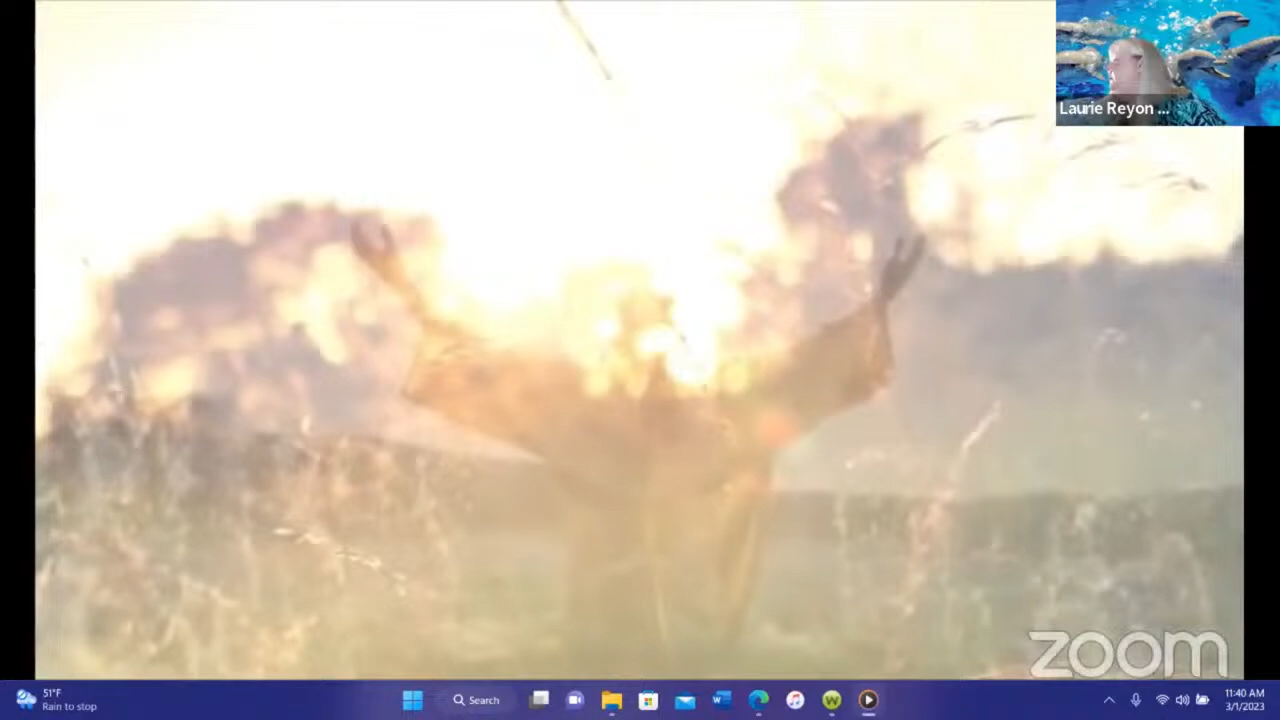 Laurie Reyon ...
zoom
51°F
Rain to stop
Search
11:40 AM
3/1/2023